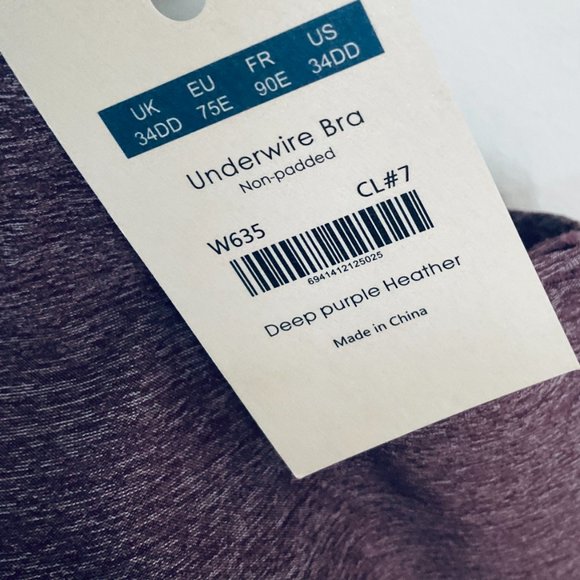 UK EU FR US
34DD 75E 90E 34DD
Underwire Bra
Non-padded
W635 CL#7
6941412125025
Deep purple Heather
Made in China